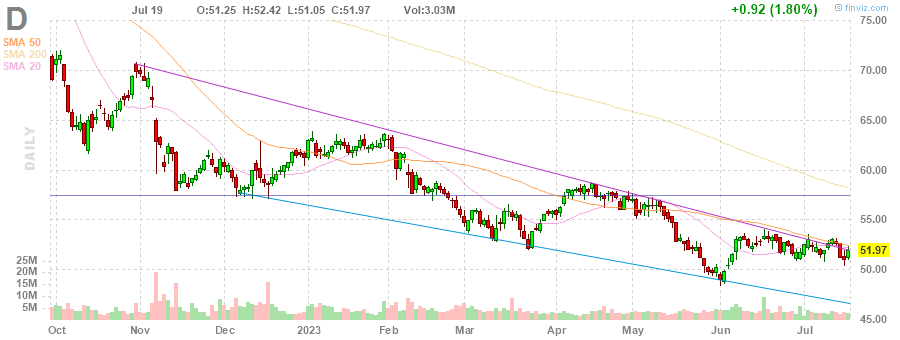 D Jul 19 O:51.25 H:52.42 L:51.05 C:51.97 Vol:3.03M +0.92 (1.80%) © finviz.com
SMA 50
SMA 200
SMA 20
DAILY
75.00
70.00
65.00
60.00
55.00
51.97
50.00
45.00
25M
20M
15M
10M
5M
Oct Nov Dec 2023 Feb Mar Apr May Jun Jul